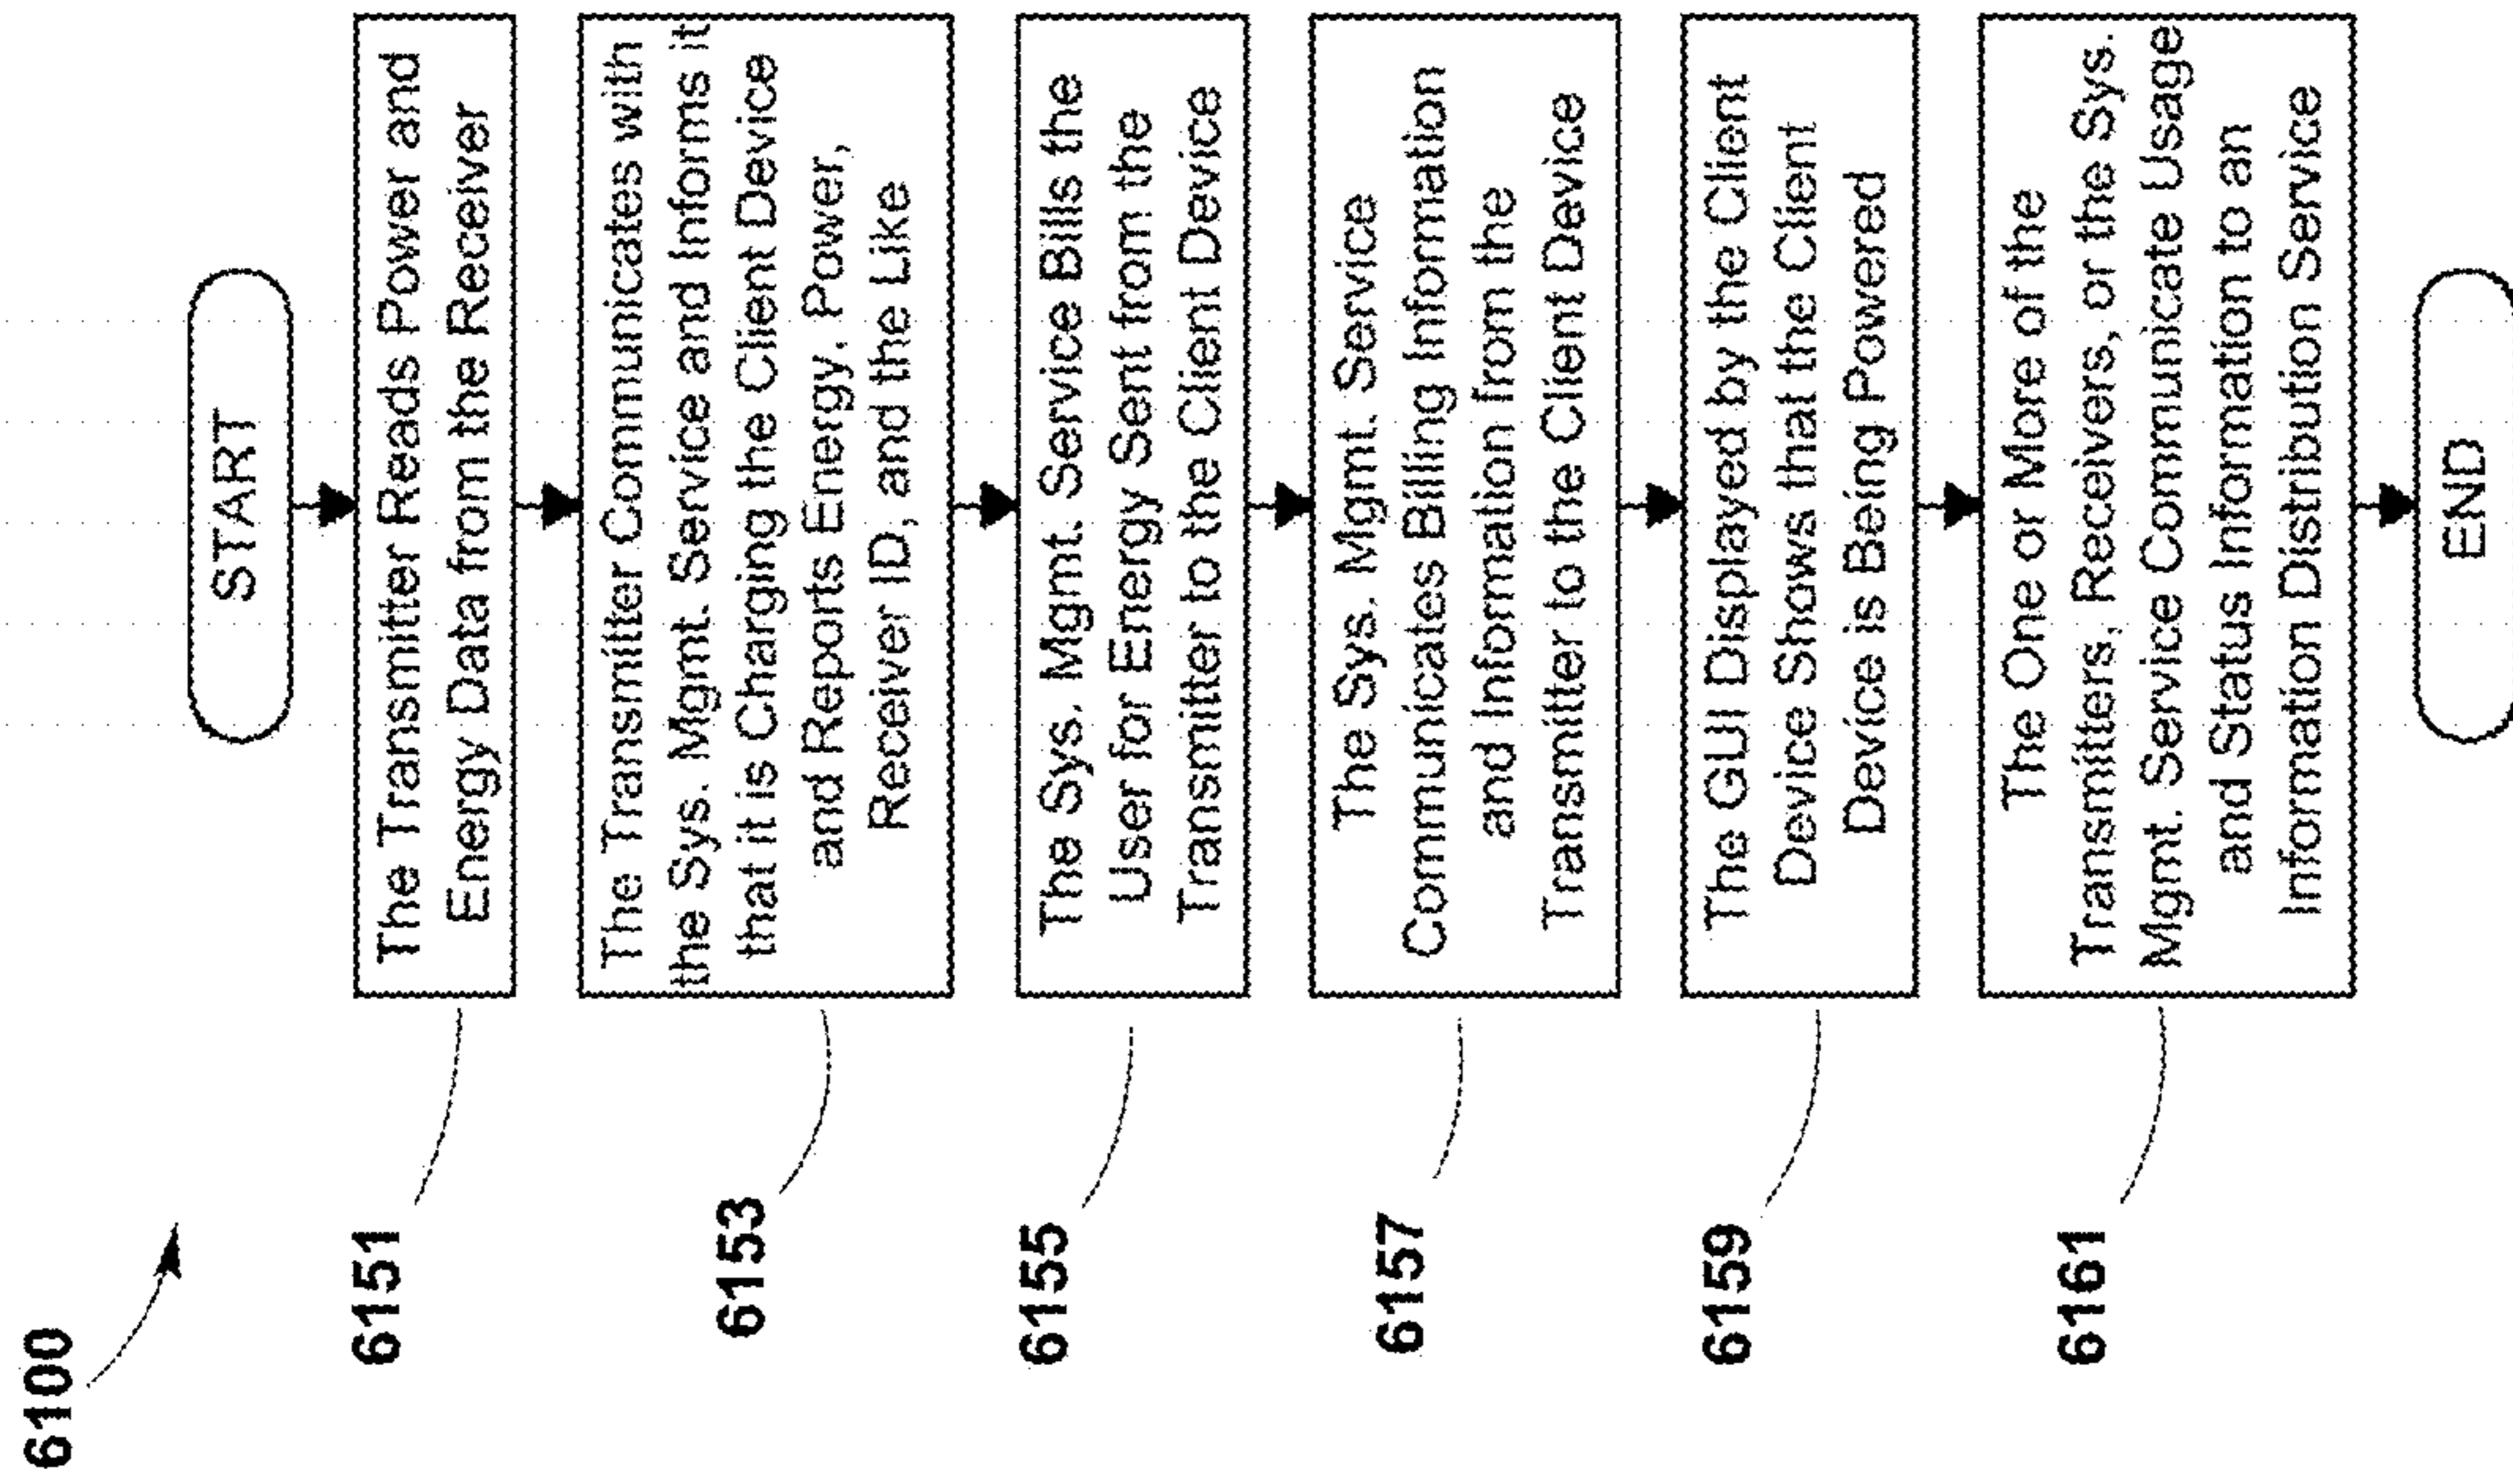 6100
START
6151
The Transmitter Reads Power and
Energy Data from the Receiver
6153
The Transmitter Communicates with
the Sys. Mgmt. Service and Informs it
that it is Charging the Client Device
and Reports Energy, Power,
Receiver ID, and the Like
6155
The Sys. Mgmt. Service Bills the
User for Energy Sent from the
Transmitter to the Client Device
6157
The Sys. Mgmt. Service
Communicates Billing Information
and Information from the
Transmitter to the Client Device
6159
The GUI Displayed by the Client
Device Shows that the Client
Device is Being Powered
6161
The One or More of the
Transmiters, Receivers, or the Sys.
Mgmt. Service Communicate Usage
and Status Information to an
Information Distribution Service
END